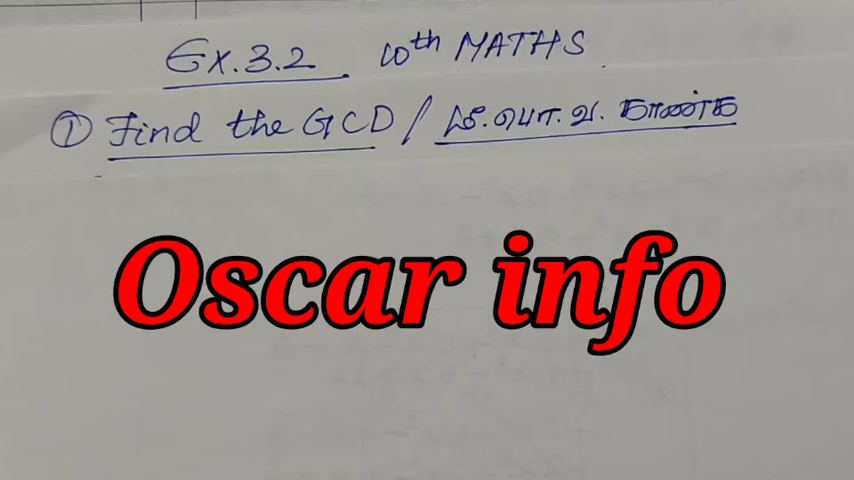 Ex.3.2 10th MATHS
① Find the GCD / மீ.பொ.வ. காண்க
Oscar info